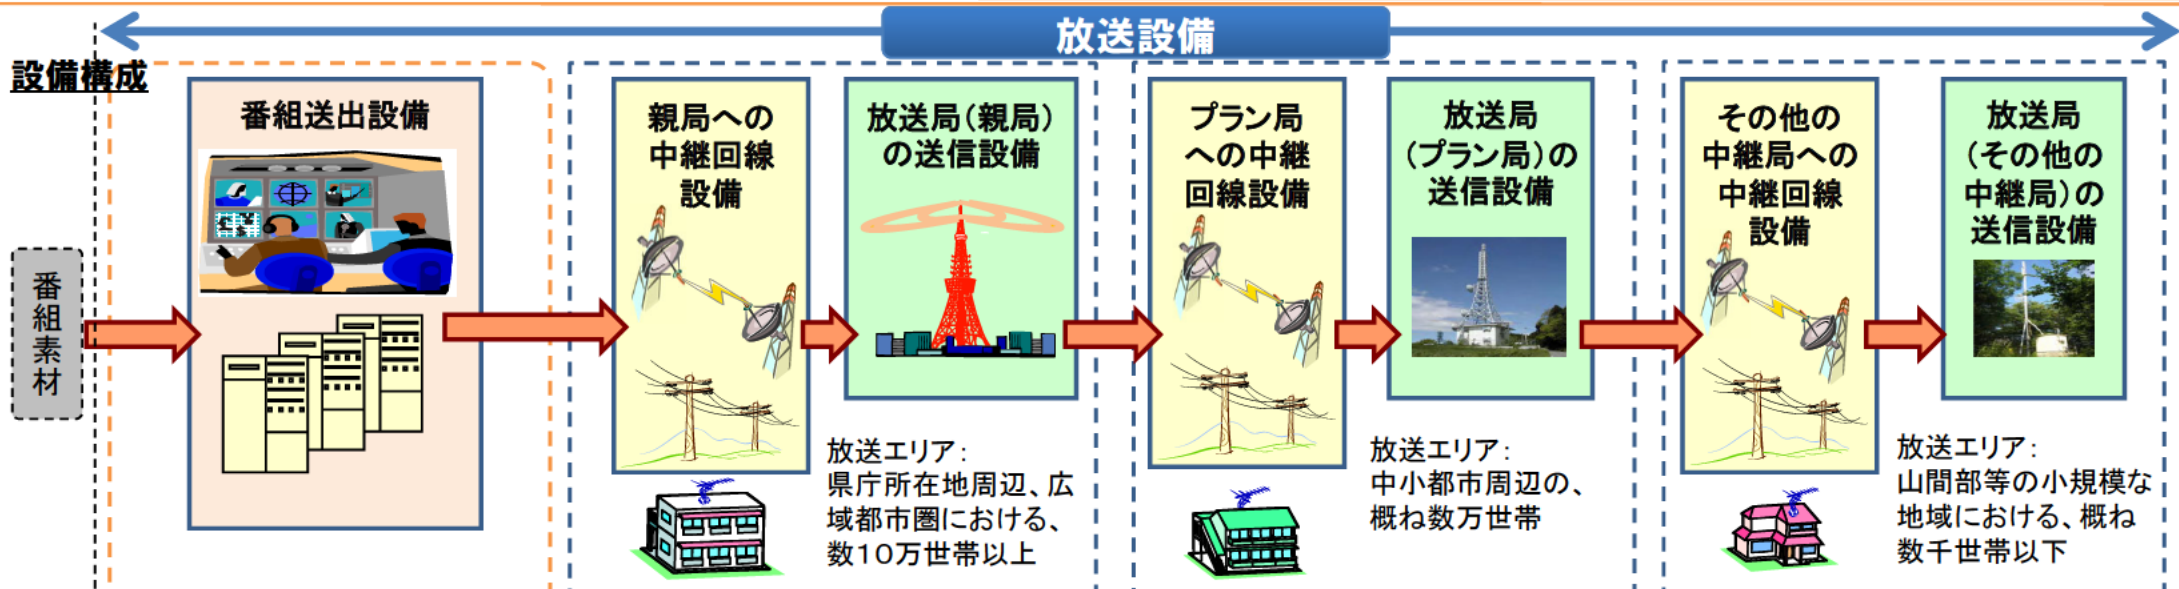 放送設備
設備構成
番組素材
番組送出設備
親局への
中継回線
設備
放送局(親局)
の送信設備
放送エリア:
県庁所在地周辺、広
域都市圏における、
数10万世帯以上
プラン局
への中継
回線設備
放送局
(プラン局)の
送信設備
放送エリア:
中小都市周辺の、
概ね数万世帯
その他の
中継局への
中継回線
設備
放送局
(その他の
中継局)の
送信設備
放送エリア:
山間部等の小規模な
地域における、概ね
数千世帯以下